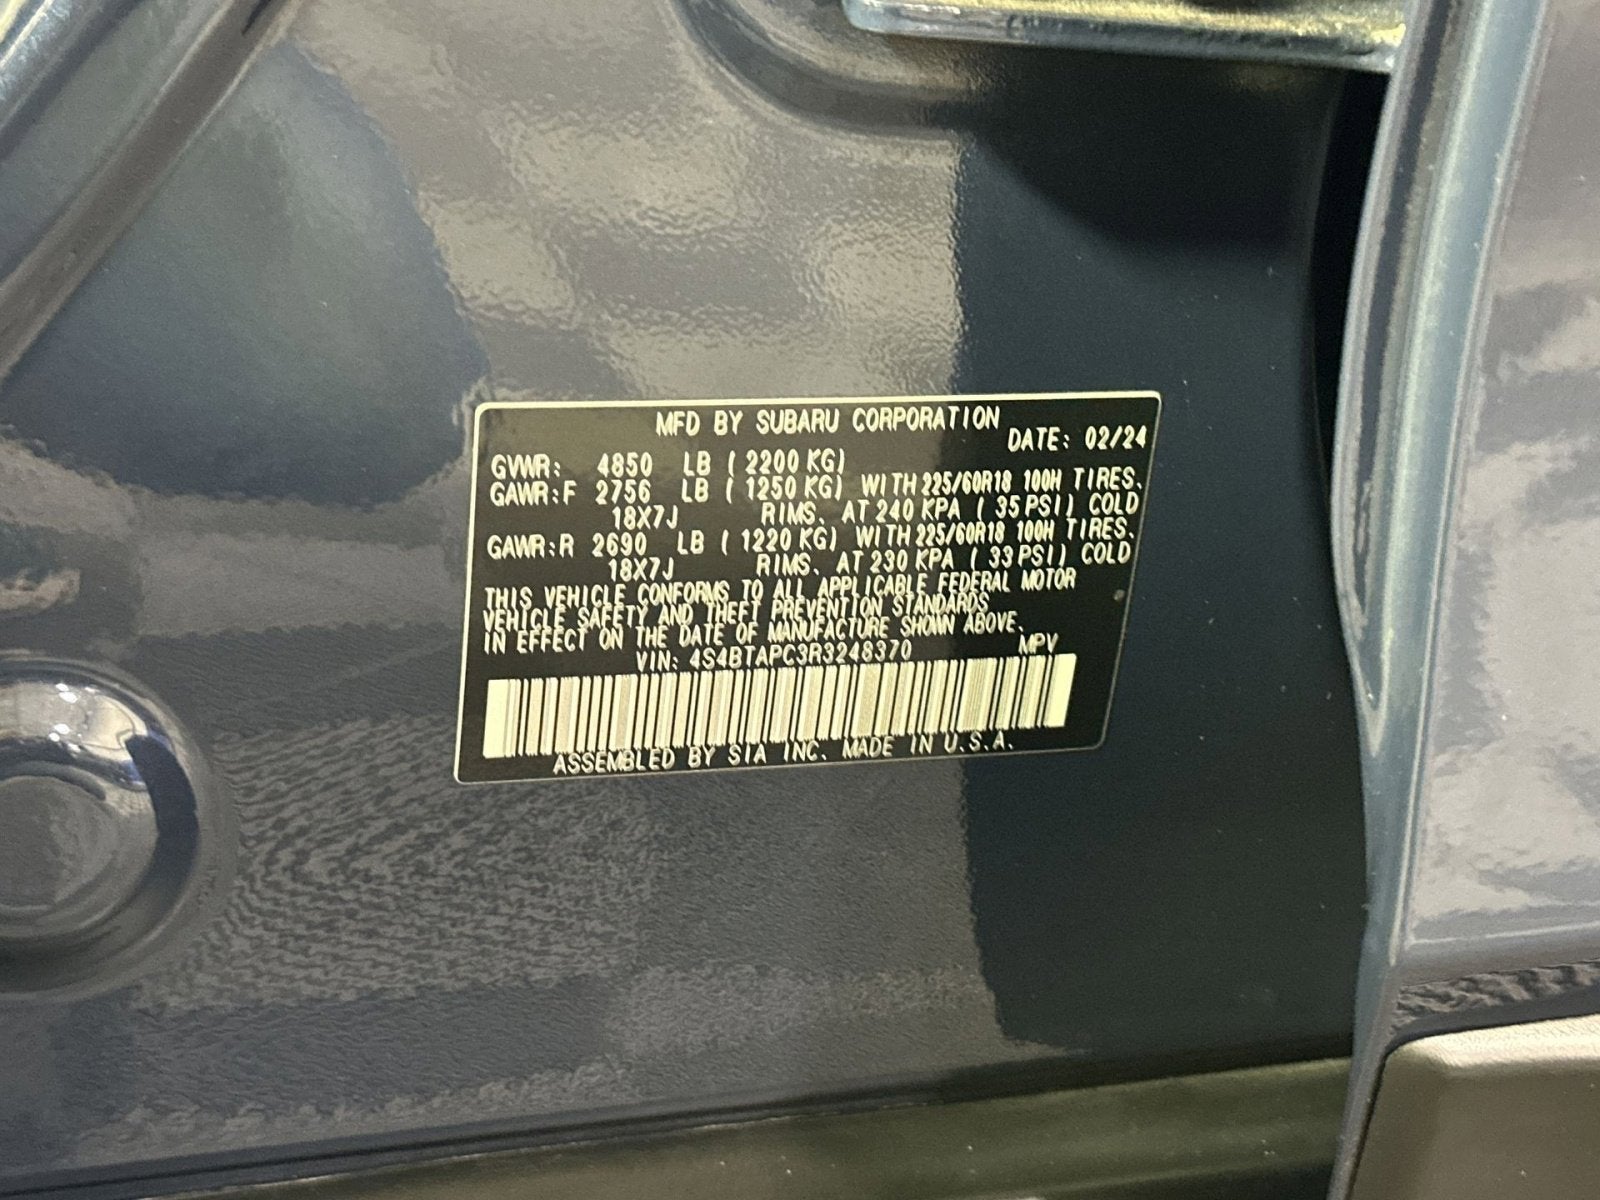 MFD BY SUBARU CORPORATION
DATE: 02/24
GVWR: 4850 LB ( 2200 KG)
GAWR:F 2756 LB ( 1250 KG) WITH 225/60R18 100H TIRES.
18X7J RIMS. AT 240 KPA ( 35 PSI) COLD
GAWR:R 2690 LB ( 1220 KG) WITH 225/60R18 100H TIRES.
18X7J RIMS. AT 230 KPA ( 33 PSI) COLD
THIS VEHICLE CONFORMS TO ALL APPLICABLE FEDERAL MOTOR
VEHICLE SAFETY AND THEFT PREVENTION STANDARDS
IN EFFECT ON THE DATE OF MANUFACTURE SHOWN ABOVE.
VIN: 4S4BTAPC3R3248370 MPV
ASSEMBLED BY SIA INC. MADE IN U.S.A.